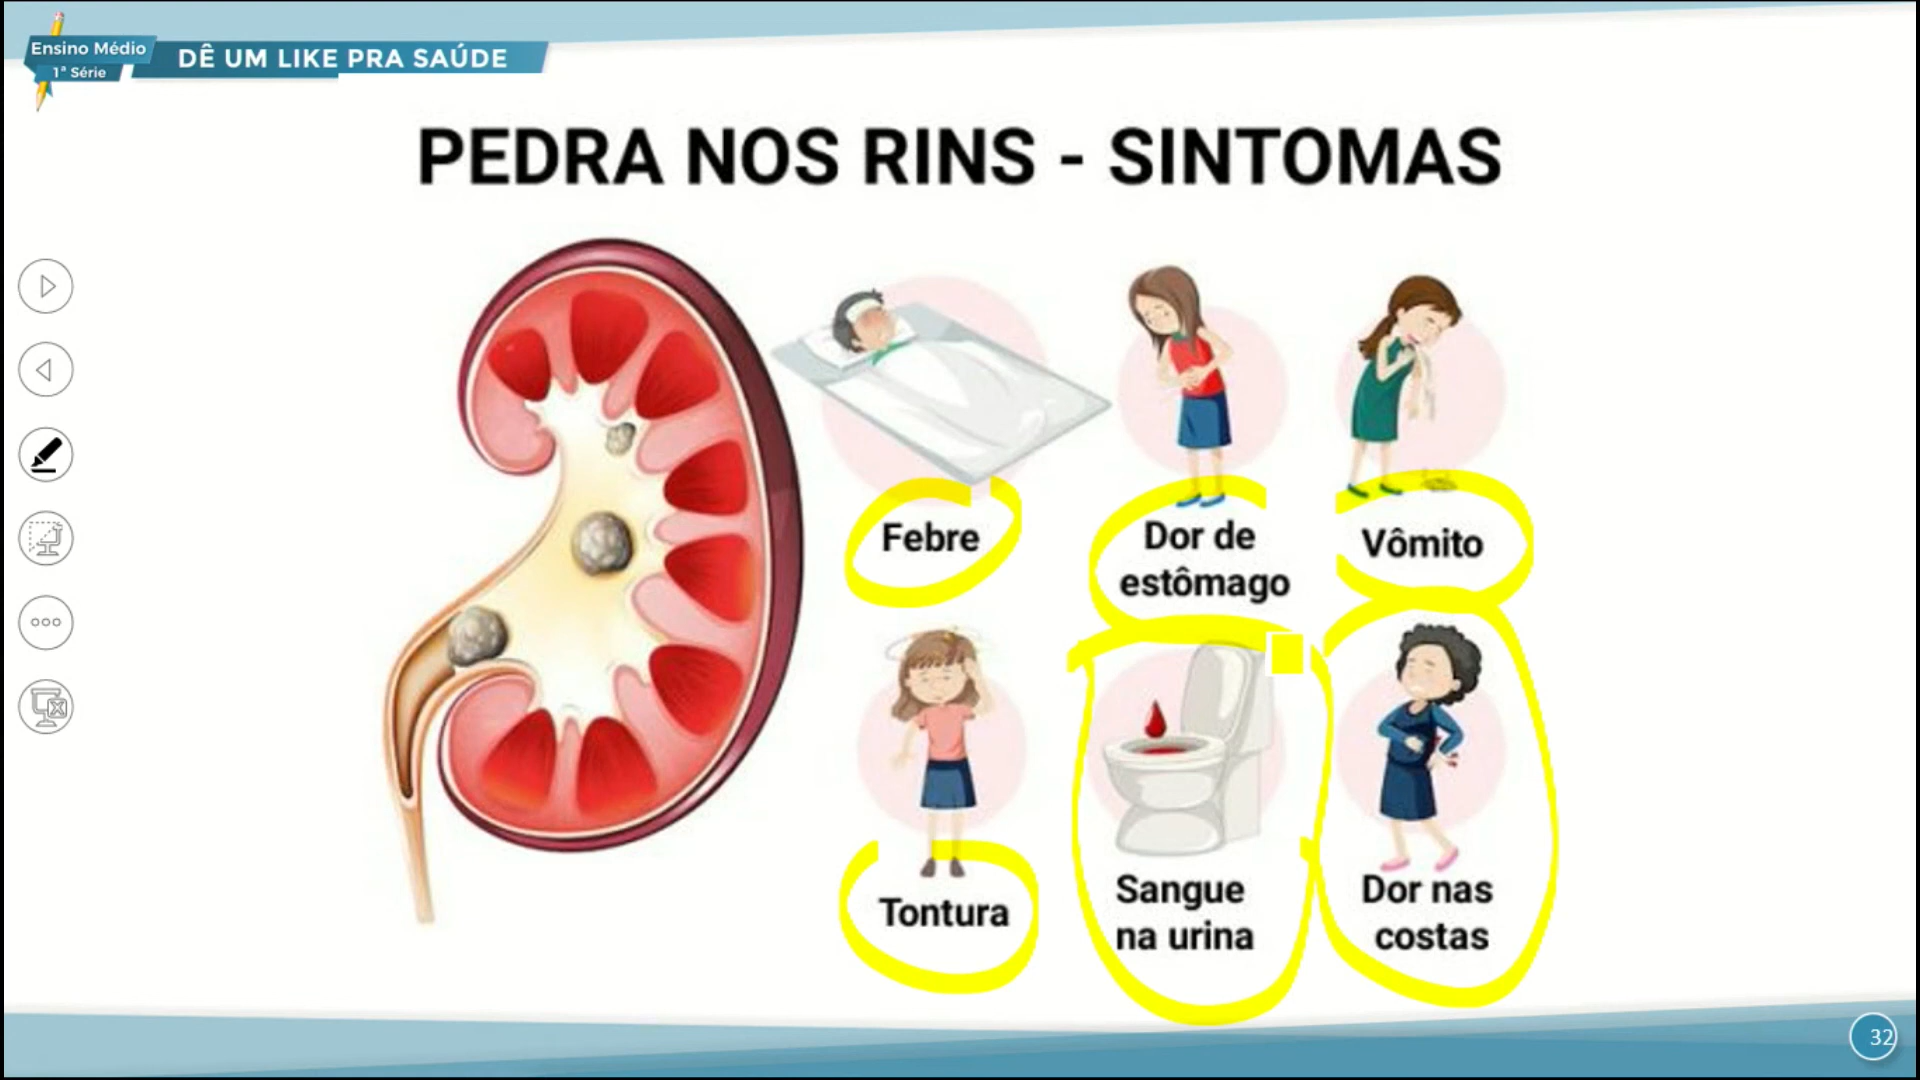 Ensino Médio
1ª Série
DÊ UM LIKE PRA SAÚDE
PEDRA NOS RINS - SINTOMAS
Febre
Dor de
estômago
Vômito
Tontura
Sangue
na urina
Dor nas
costas
32